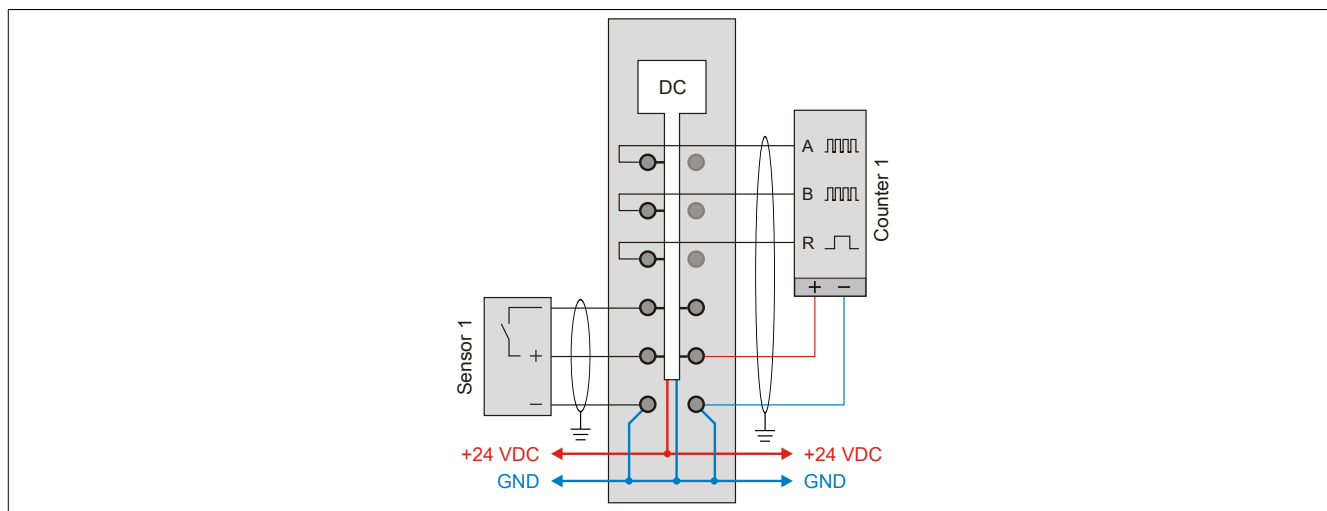 DC
A
B
R
Counter 1
+ −
Sensor 1
+
−
+24 VDC
+24 VDC
GND
GND